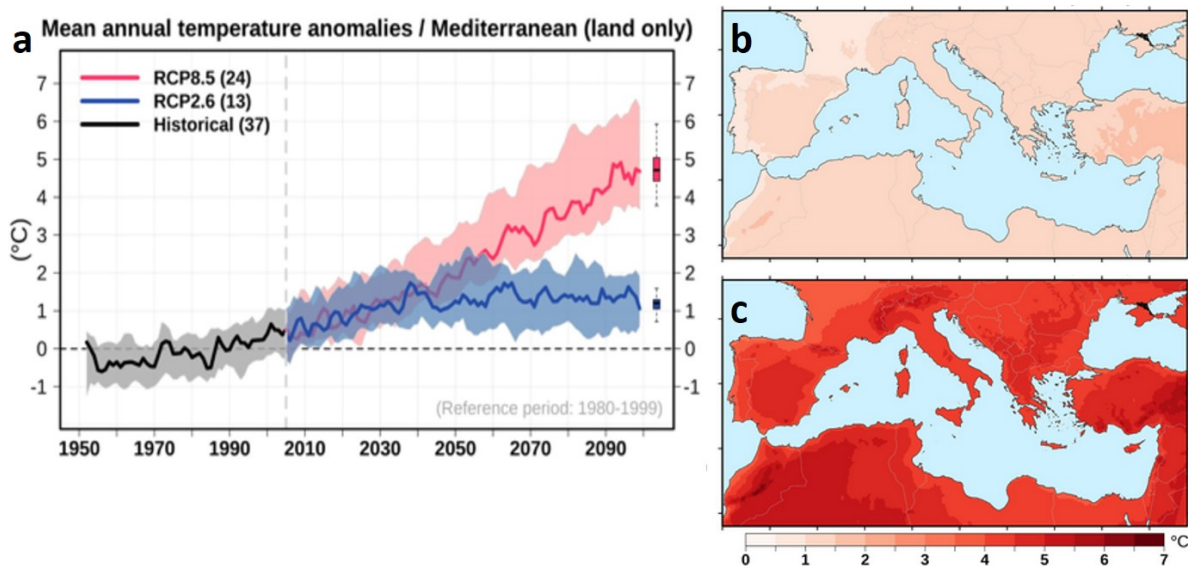 a
Mean annual temperature anomalies / Mediterranean (land only)
RCP8.5 (24)
RCP2.6 (13)
Historical (37)
(°C)
7
6
5
4
3
2
1
0
-1
7
6
5
4
3
2
1
0
-1
(Reference period: 1980-1999)
1950 1970 1990 2010 2030 2050 2070 2090
b
c
0 1 2 3 4 5 6 7 °C